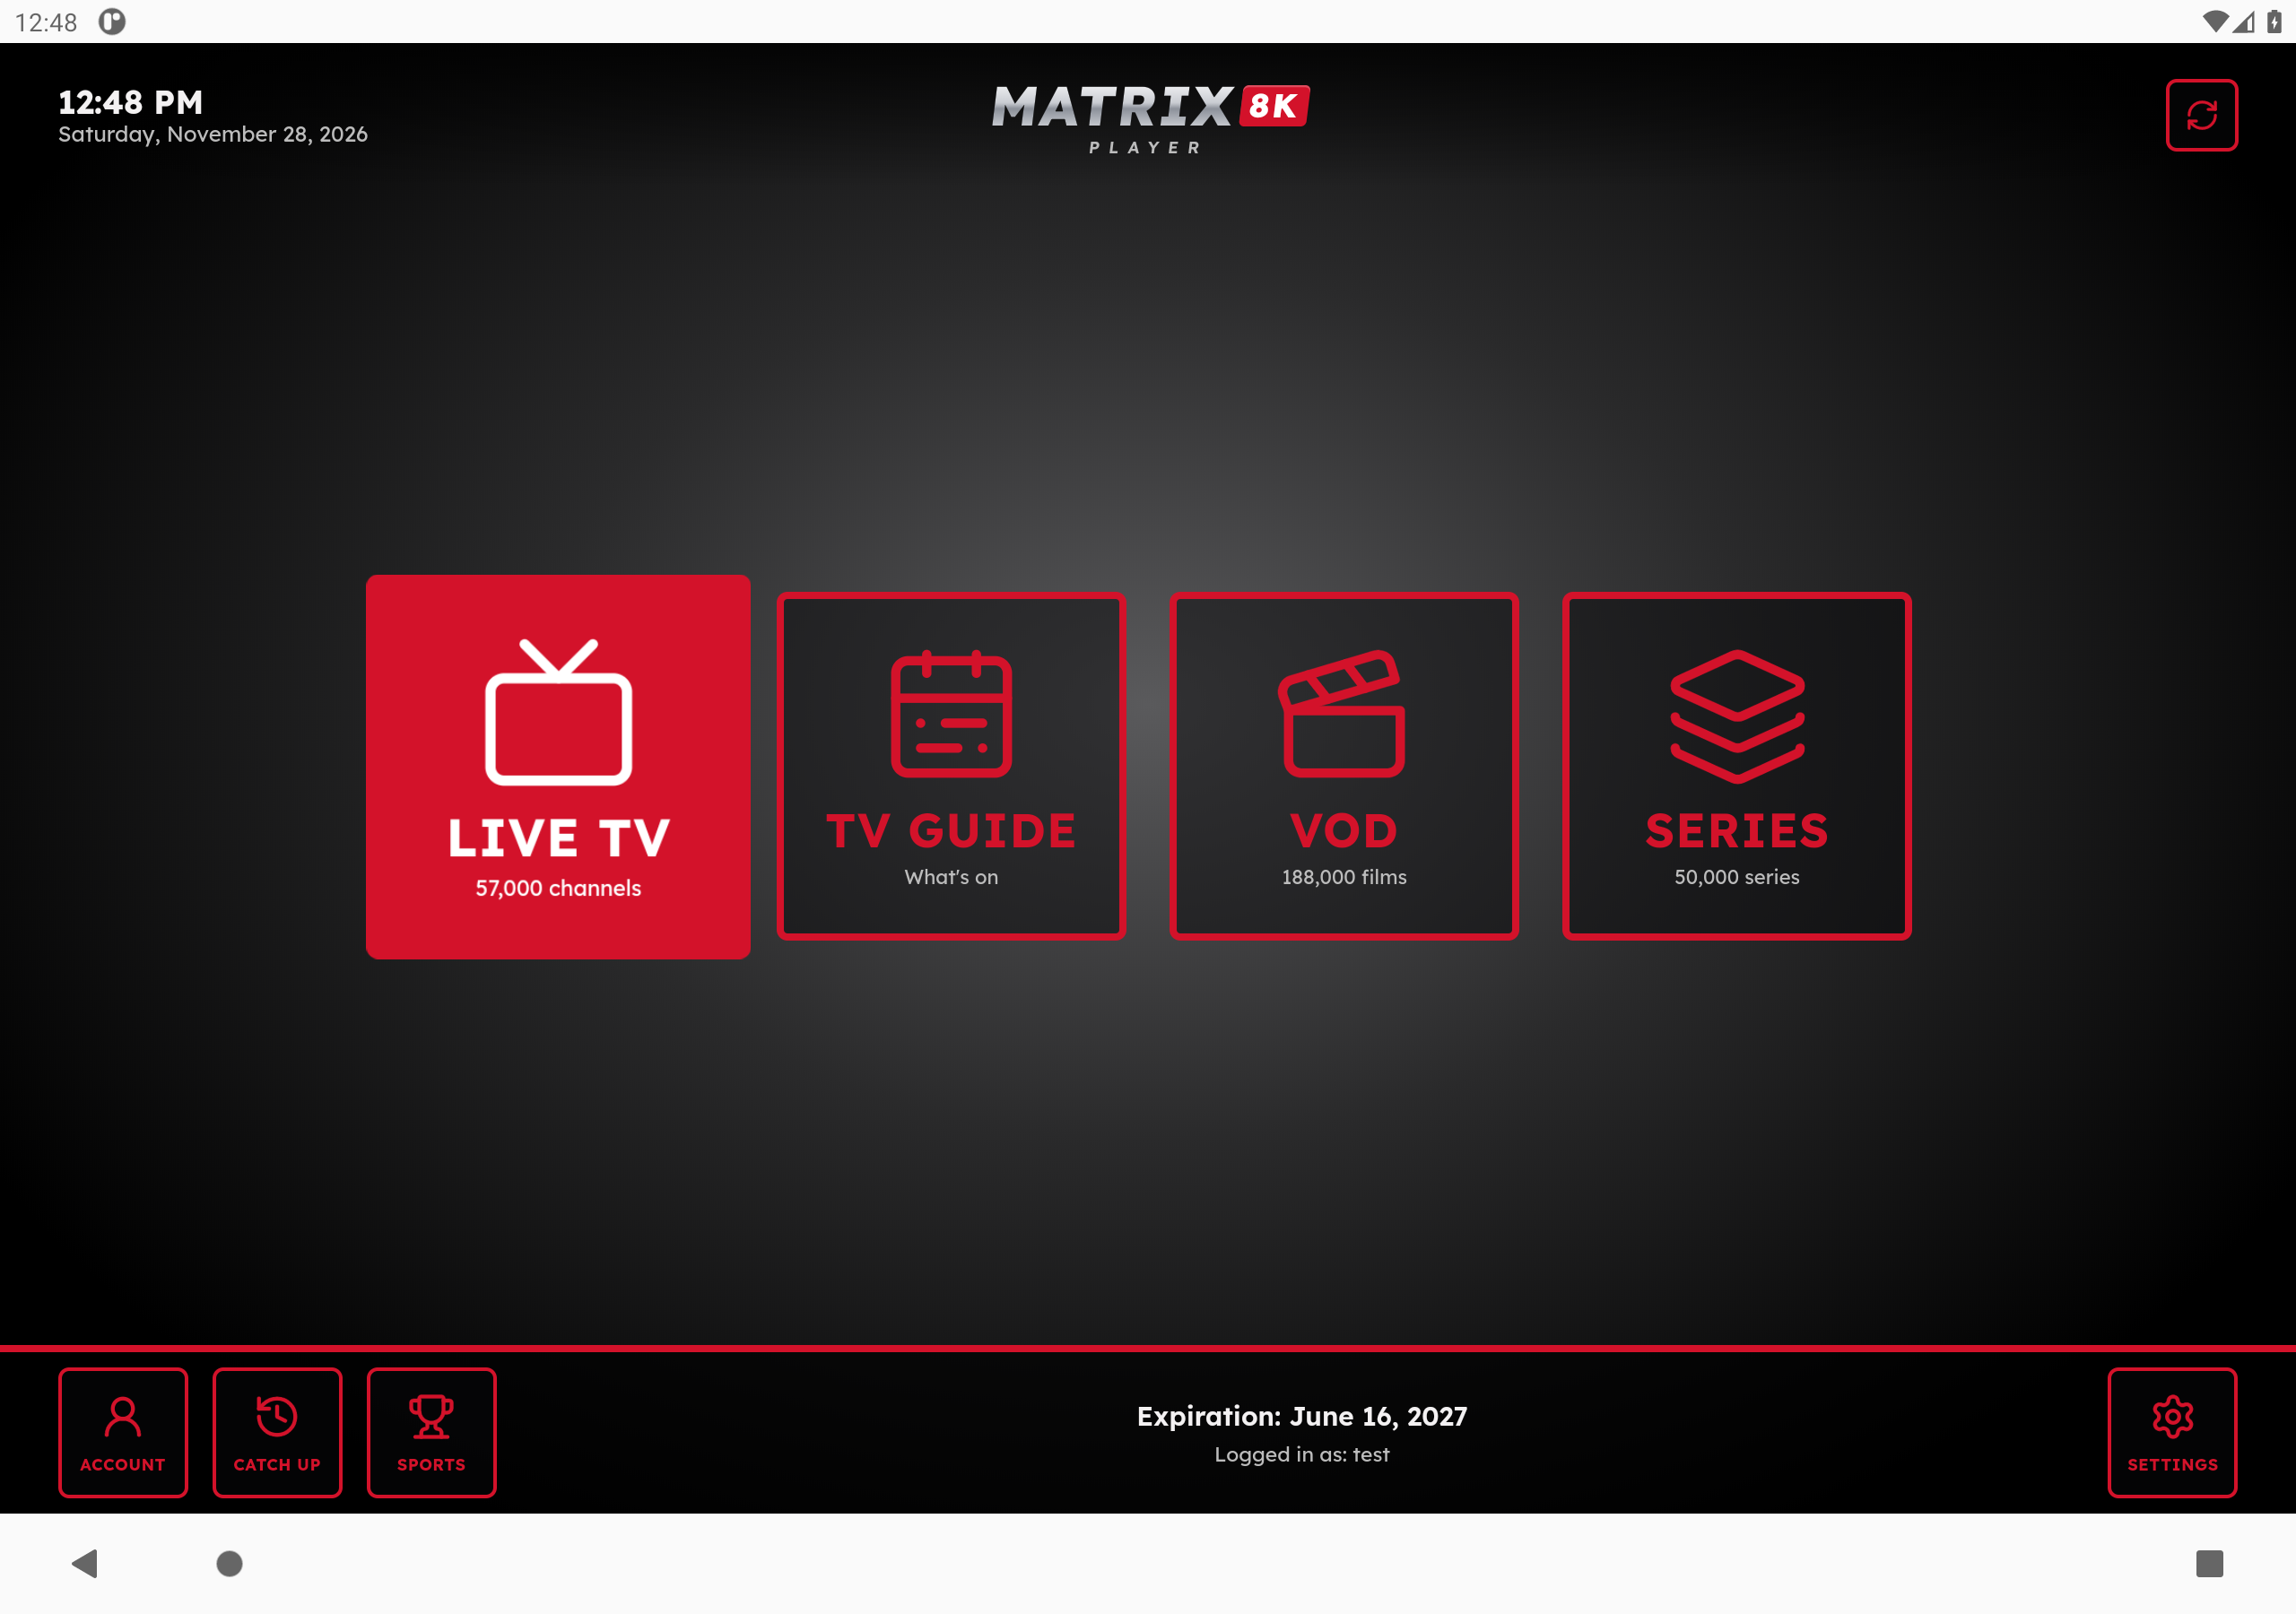 12:48
12:48 PM
Saturday, November 28, 2026
MATRIX 8K
PLAYER
LIVE TV
57,000 channels
TV GUIDE
What's on
VOD
188,000 films
SERIES
50,000 series
ACCOUNT
CATCH UP
SPORTS
Expiration: June 16, 2027
Logged in as: test
SETTINGS